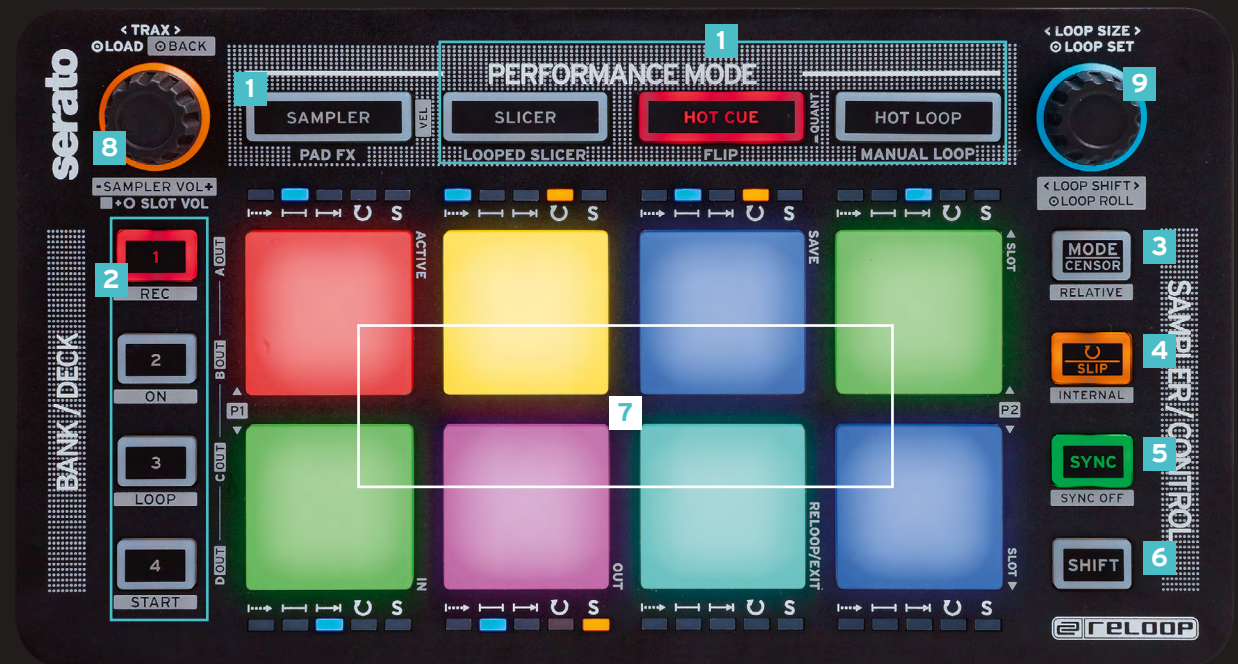 serato
< TRAX >
⊙LOAD ⊙BACK
8
-SAMPLER VOL+
■+O SLOT VOL
1
PERFORMANCE MODE
1
SAMPLER
VEL
SLICER
HOT CUE
-QUANT-
HOT LOOP
PAD FX
LOOPED SLICER
FLIP
MANUAL LOOP
< LOOP SIZE >
⊙ LOOP SET
9
< LOOP SHIFT >
⊙LOOP ROLL
S
S
S
S
BANK / DECK
2
1
REC
2
ON
3
LOOP
4
START
A OUT
B OUT
C OUT
D OUT
ACTIVE
SAVE
▲ SLOT
P1
7
P2
IN
OUT
RELOOP/EXIT
SLOT ▼
S
S
S
S
MODE
CENSOR
3
RELATIVE
SLIP
4
INTERNAL
SYNC
5
SYNC OFF
SHIFT
6
SAMPLER / CONTROL
RELOOP